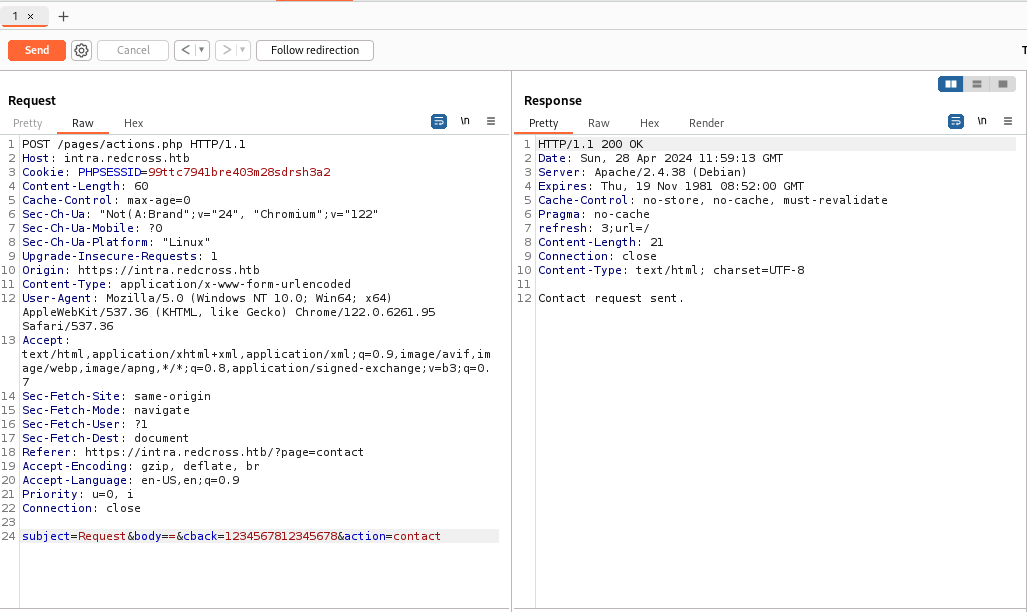 1 ×
+
Send
Cancel
<
>
Follow redirection
T
Request
Pretty Raw Hex
\n
1 POST /pages/actions.php HTTP/1.1
2 Host: intra.redcross.htb
3 Cookie: PHPSESSID=99ttc7941bre403m28sdrsh3a2
4 Content-Length: 60
5 Cache-Control: max-age=0
6 Sec-Ch-Ua: "Not(A:Brand";v="24", "Chromium";v="122"
7 Sec-Ch-Ua-Mobile: ?0
8 Sec-Ch-Ua-Platform: "Linux"
9 Upgrade-Insecure-Requests: 1
10 Origin: https://intra.redcross.htb
11 Content-Type: application/x-www-form-urlencoded
12 User-Agent: Mozilla/5.0 (Windows NT 10.0; Win64; x64)
AppleWebKit/537.36 (KHTML, like Gecko) Chrome/122.0.6261.95
Safari/537.36
13 Accept:
text/html,application/xhtml+xml,application/xml;q=0.9,image/avif,im
age/webp,image/apng,*/*;q=0.8,application/signed-exchange;v=b3;q=0.
7
14 Sec-Fetch-Site: same-origin
15 Sec-Fetch-Mode: navigate
16 Sec-Fetch-User: ?1
17 Sec-Fetch-Dest: document
18 Referer: https://intra.redcross.htb/?page=contact
19 Accept-Encoding: gzip, deflate, br
20 Accept-Language: en-US,en;q=0.9
21 Priority: u=0, i
22 Connection: close
23
24 subject=Request&body==&cback=1234567812345678&action=contact
Response
Pretty Raw Hex Render
\n
1 HTTP/1.1 200 OK
2 Date: Sun, 28 Apr 2024 11:59:13 GMT
3 Server: Apache/2.4.38 (Debian)
4 Expires: Thu, 19 Nov 1981 08:52:00 GMT
5 Cache-Control: no-store, no-cache, must-revalidate
6 Pragma: no-cache
7 refresh: 3;url=/
8 Content-Length: 21
9 Connection: close
10 Content-Type: text/html; charset=UTF-8
11
12 Contact request sent.